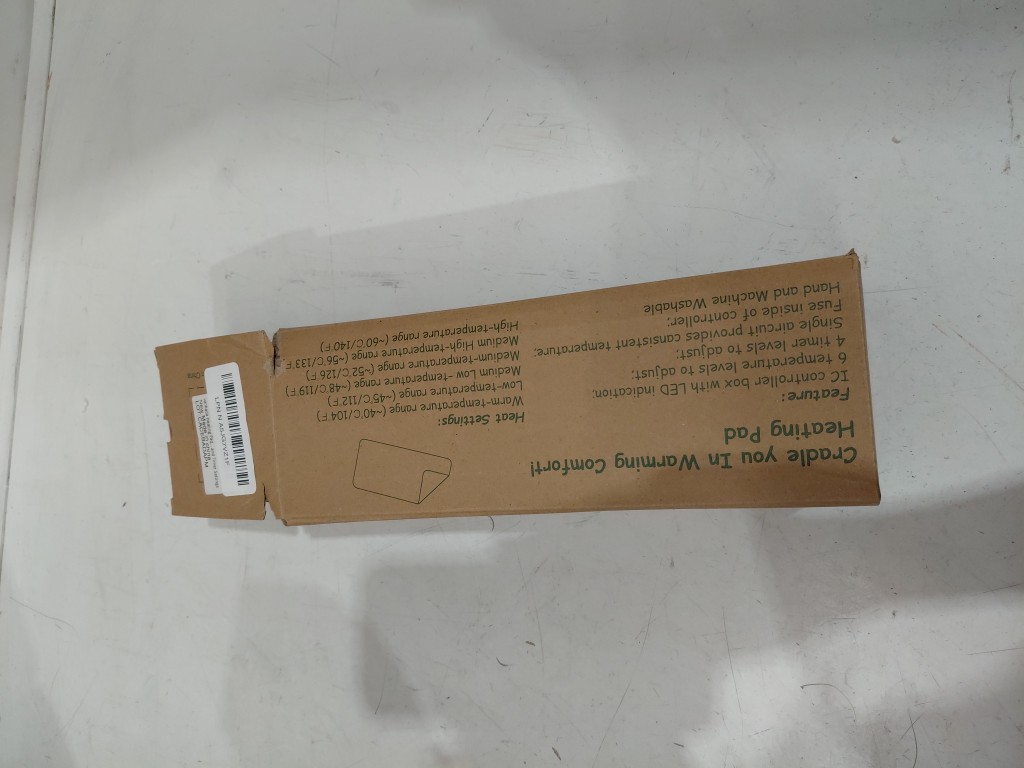 Cradle you In Warming Comfort!
Heating Pad
Feature:
IC controller box with LED indication;
6 temperature levels to adjust;
4 timer levels to adjust;
Single aircuit provides consistent temperature;
Fuse inside of controller;
Hand and Machine Washable
Heat Settings:
Warm-temperature range (~40℃/104℉)
Low-temperature range (~45℃/112℉)
Medium Low-temperature range (~48℃/119℉)
Medium-temperature range (~52℃/126℉)
Medium High-temperature range (~56℃/133℉
High-temperature range (~60℃/140℉)